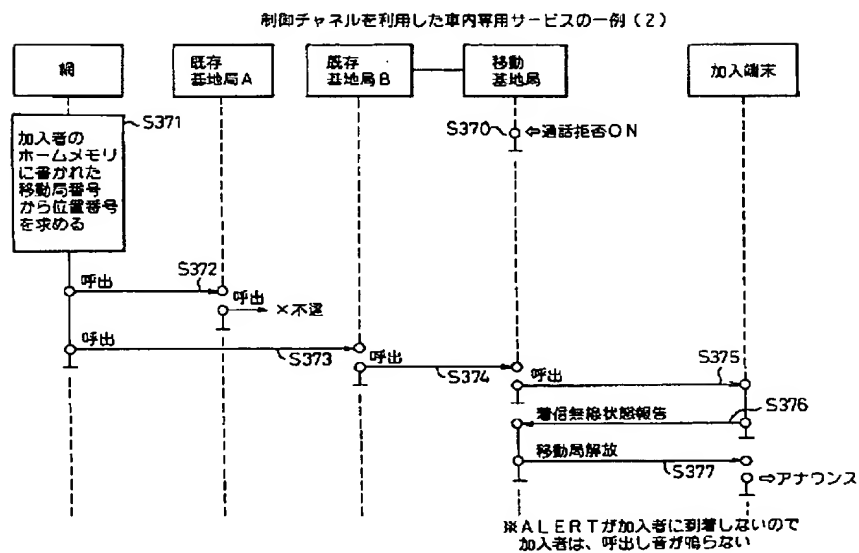 制御チャネルを利用した車内専用サービスの一例(2)
網
既存
基地局A
既存
基地局B
移動
基地局
加入端末
S371
S370
⇦通話拒否ON
加入者の
ホームメモリ
に書かれた
移動局番号
から位置番号
を求める
呼出
S372
呼出
×不達
呼出
S373
呼出
S374
呼出
S375
着信無線状態報告
S376
移動局解放
S377
⇨アナウンス
※ALERTが加入者に到着しないので
加入者は、呼出し音が鳴らない